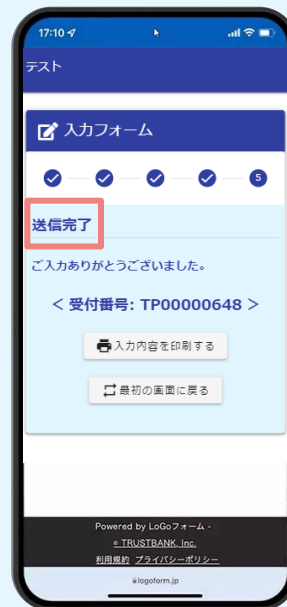 17:10
テスト
入力フォーム
5
送信完了
ご入力ありがとうございました。
< 受付番号: TP00000648 >
入力内容を印刷する
最初の画面に戻る
Powered by LoGoフォーム -
© TRUSTBANK, Inc.
利用規約 プライバシーポリシー
logoform.jp